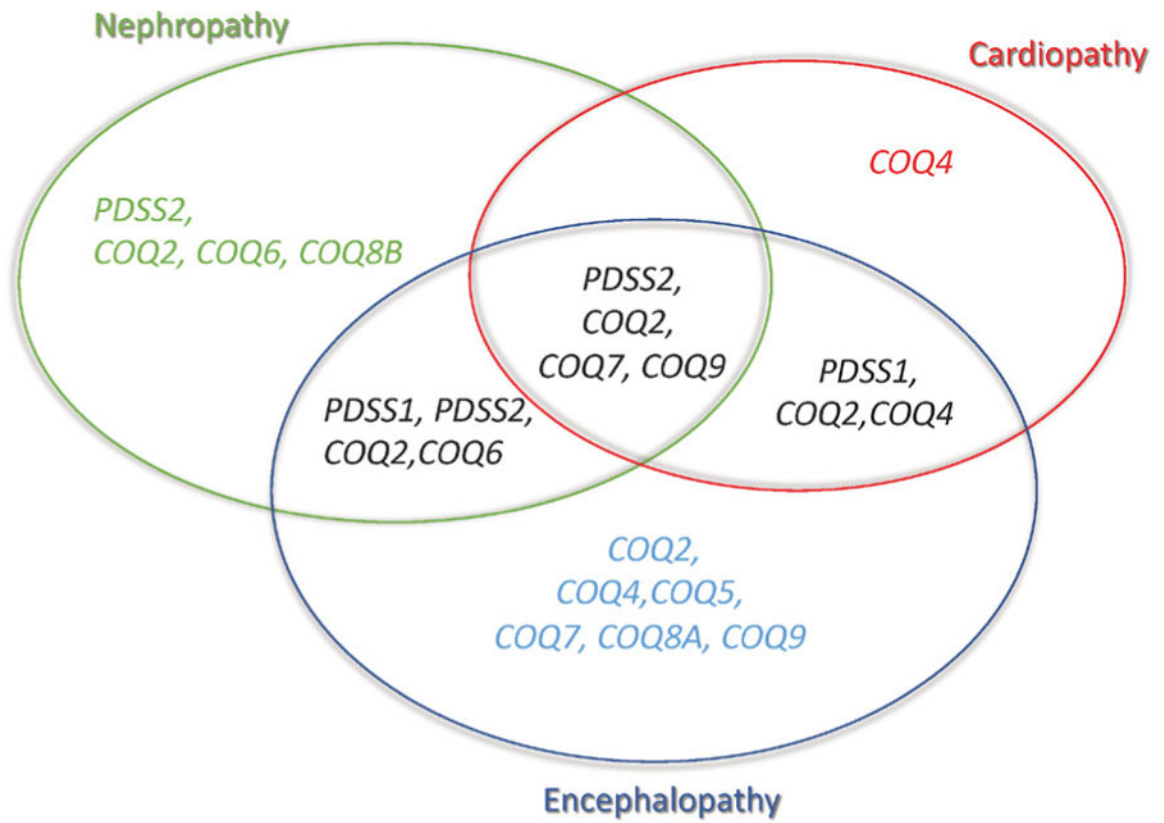 Nephropathy
Cardiopathy
COQ4
PDSS2,
COQ2, COQ6, COQ8B
PDSS2,
COQ2,
COQ7, COQ9
PDSS1,
COQ2,COQ4
PDSS1, PDSS2,
COQ2,COQ6
COQ2,
COQ4,COQ5,
COQ7, COQ8A, COQ9
Encephalopathy